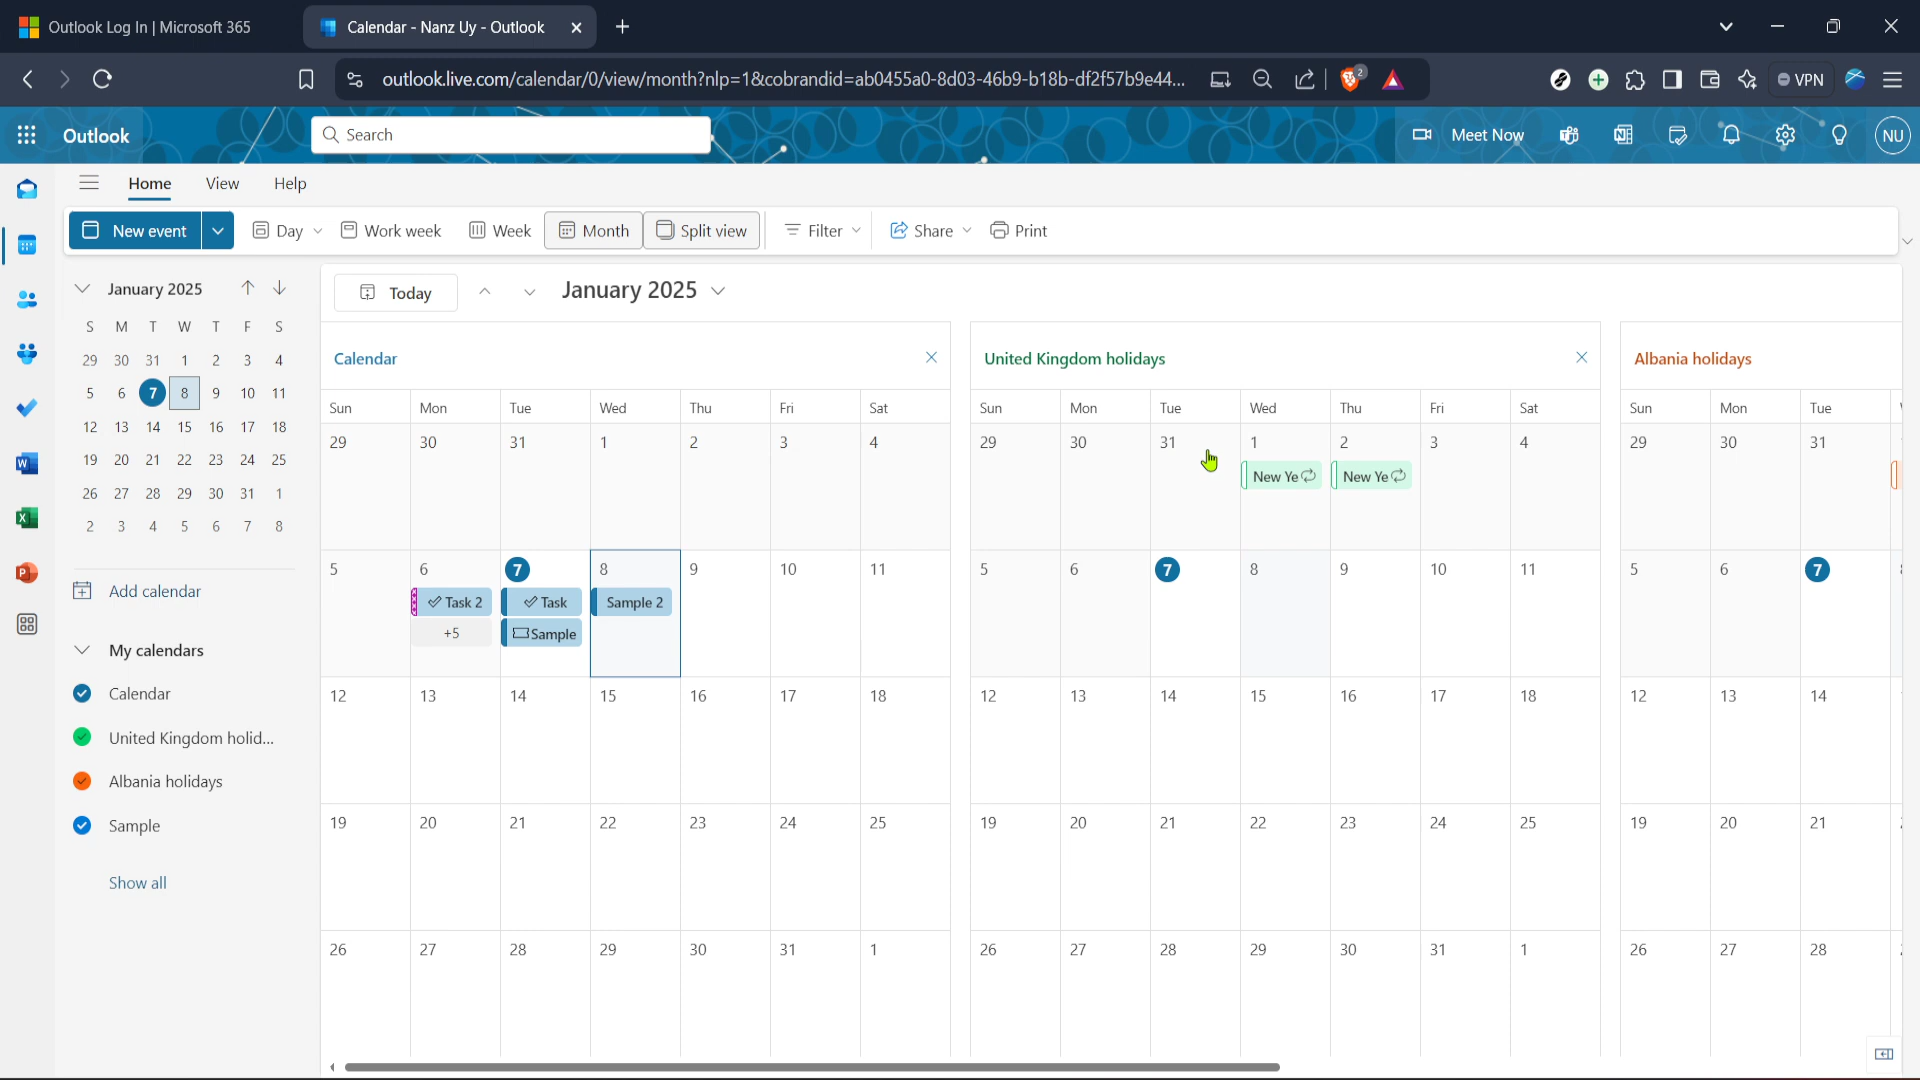 Outlook Log In | Microsoft 365
Calendar - Nanz Uy - Outlook
outlook.live.com/calendar/0/view/month?nlp=1&cobrandid=ab0455a0-8d03-46b9-b18b-df2f57b9e44...
2
VPN
Outlook
Search
Meet Now
NU
Home View Help
New event Day Work week Week Month Split view Filter Share Print
January 2025
S M T W T F S
29 30 31 1 2 3 4
5 6 7 8 9 10 11
12 13 14 15 16 17 18
19 20 21 22 23 24 25
26 27 28 29 30 31 1
2 3 4 5 6 7 8
Add calendar
My calendars
Calendar
United Kingdom holid...
Albania holidays
Sample
Show all
Today January 2025
Calendar
Sun Mon Tue Wed Thu Fri Sat
29 30 31 1 2 3 4
5 6 7 8 9 10 11
Task 2 Task Sample 2
+5 Sample
12 13 14 15 16 17 18
19 20 21 22 23 24 25
26 27 28 29 30 31 1
United Kingdom holidays
Sun Mon Tue Wed Thu Fri Sat
29 30 31 1 2 3 4
New Ye New Ye
5 6 7 8 9 10 11
12 13 14 15 16 17 18
19 20 21 22 23 24 25
26 27 28 29 30 31 1
Albania holidays
Sun Mon Tue
29 30 31
5 6 7
12 13 14
19 20 21
26 27 28